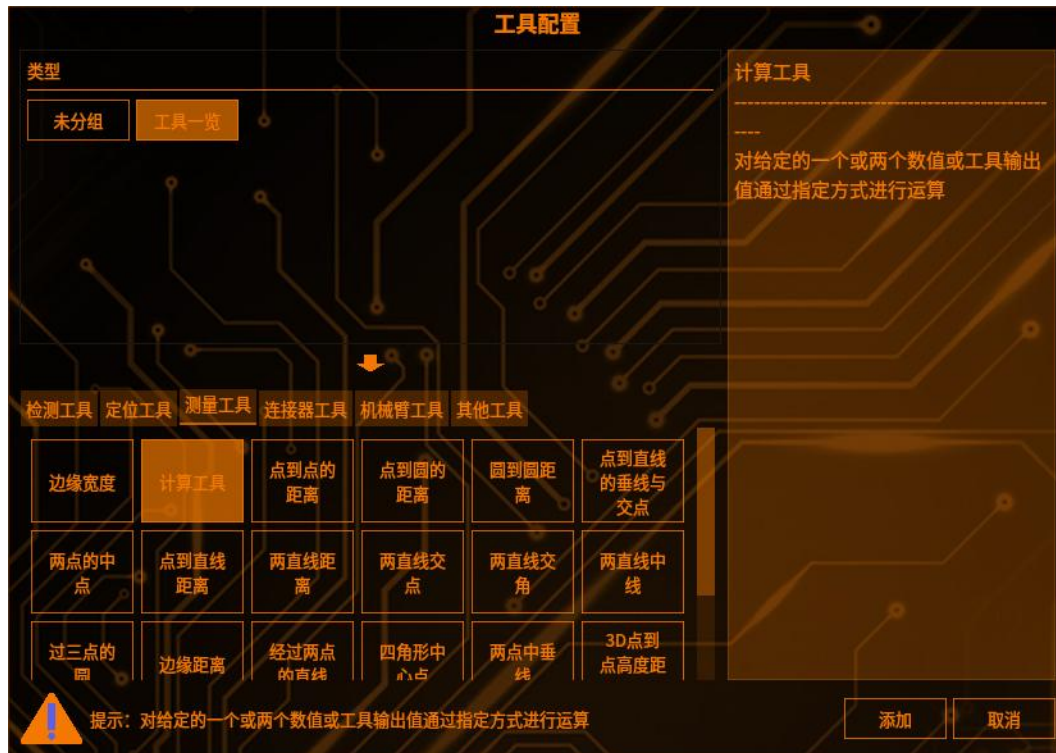 工具配置
类型
未分组
工具一览
计算工具
-----------------------------------------------
----
对给定的一个或两个数值或工具输出
值通过指定方式进行运算
检测工具
定位工具
测量工具
连接器工具
机械臂工具
其他工具
边缘宽度
计算工具
点到点的
距离
点到圆的
距离
圆到圆距
离
点到直线
的垂线与
交点
两点的中
点
点到直线
距离
两直线距
离
两直线交
点
两直线交
角
两直线中
线
过三点的
圆
边缘距离
经过两点
的直线
四角形中
心点
两点中垂
线
3D点到
点高度距
提示：对给定的一个或两个数值或工具输出值通过指定方式进行运算
添加
取消